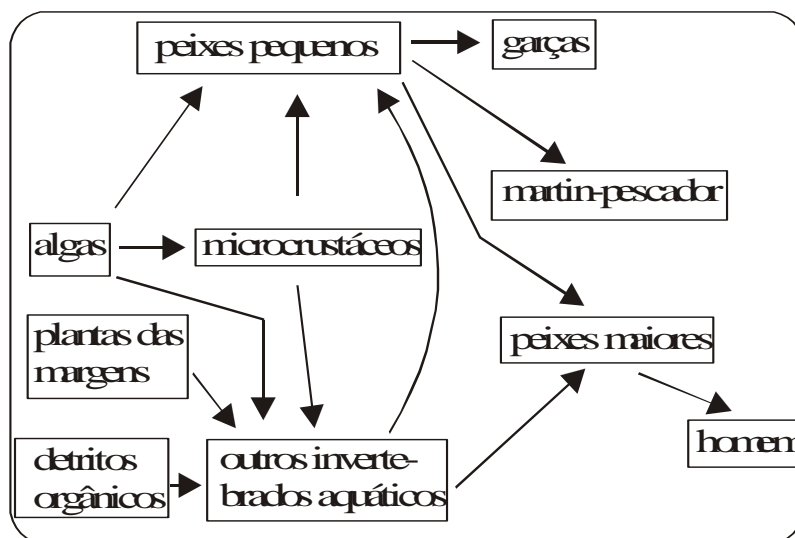 peixes pequenos
garças
martin-pescador
algas
microcrustáceos
plantas das
margens
peixes maiores
homem
detritos
orgânicos
outros inverte-
brados aquáticos